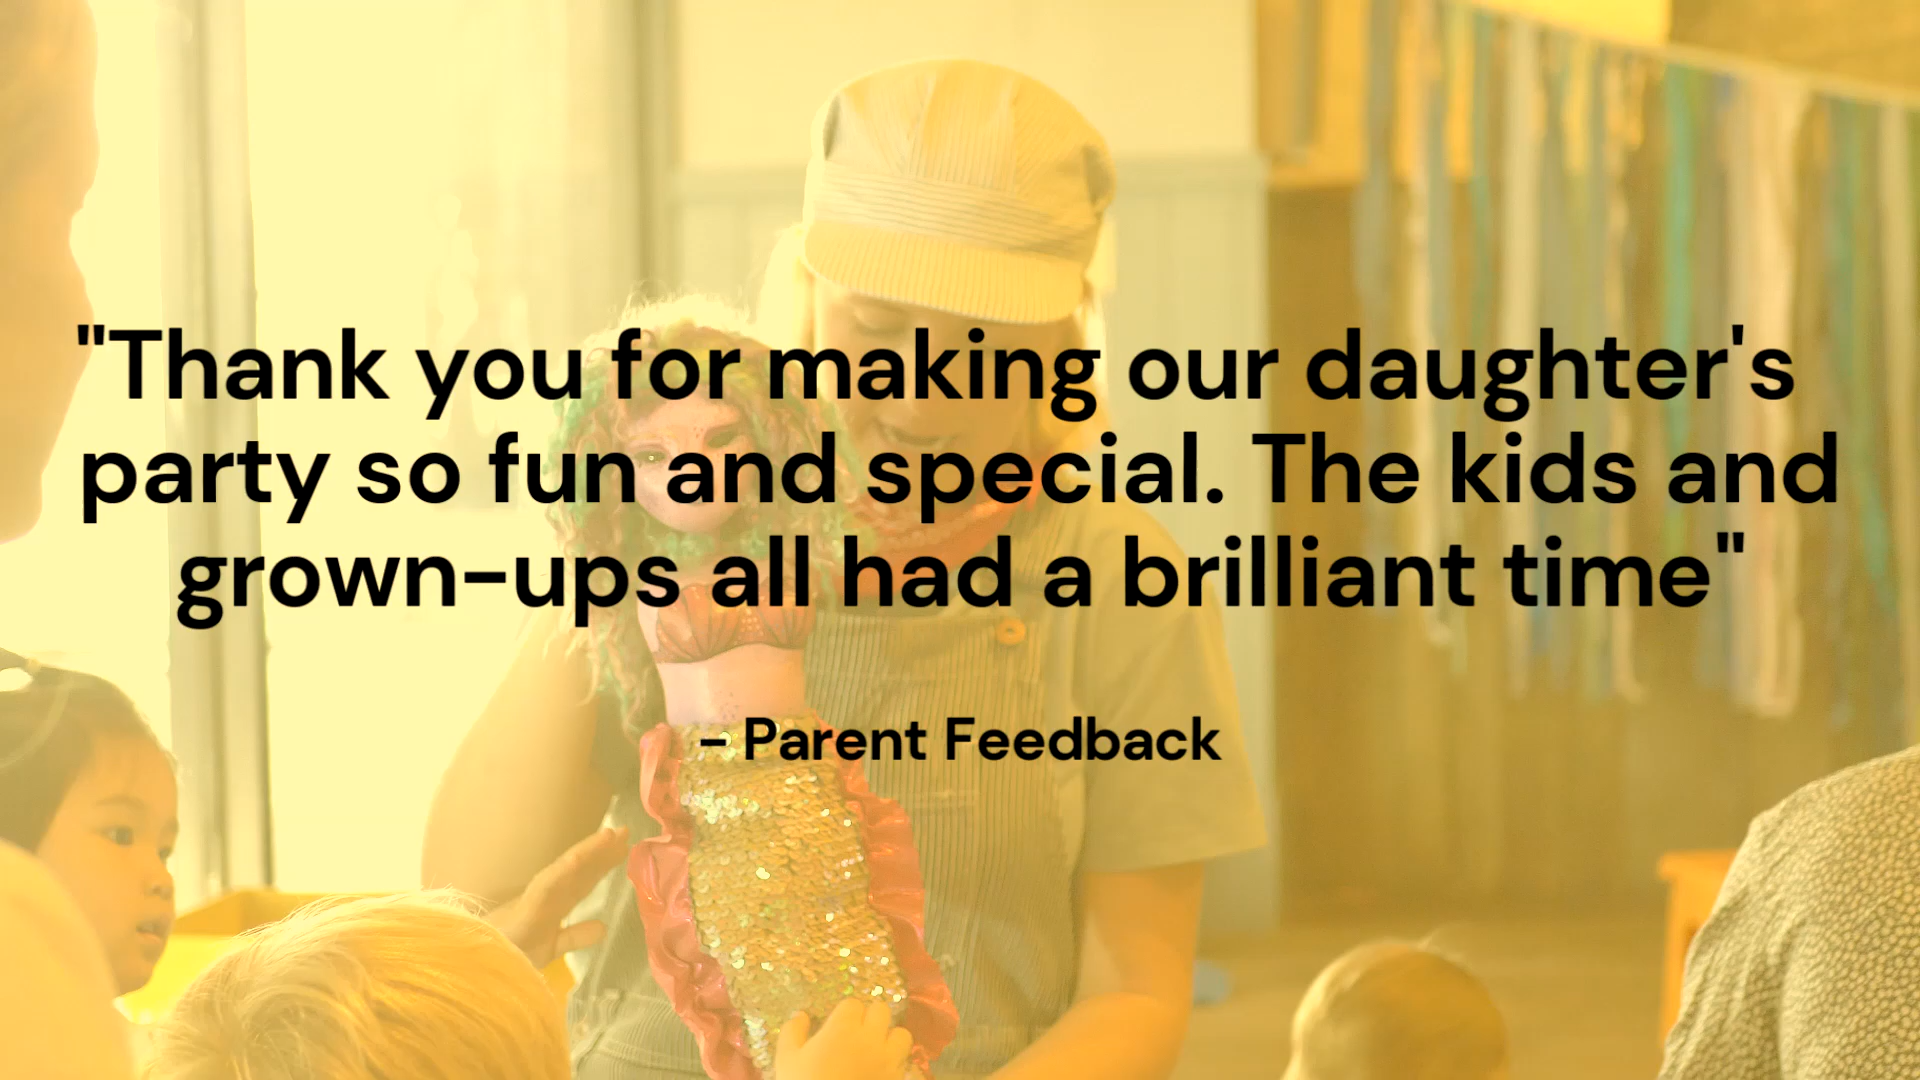 "Thank you for making our daughter's
party so fun and special. The kids and
grown-ups all had a brilliant time"
- Parent Feedback